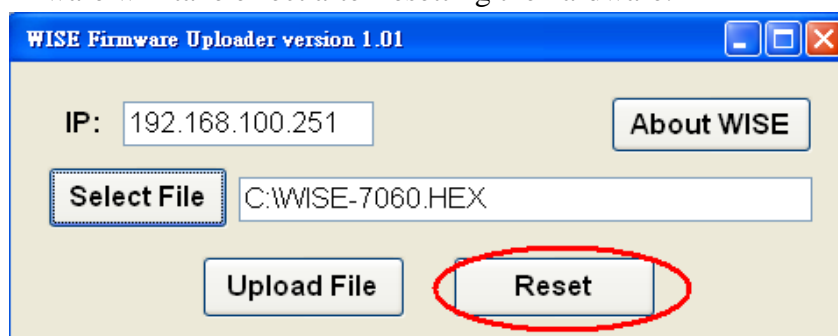 WISE Firmware Uploader version 1.01
IP: 192.168.100.251 About WISE
Select File C:\WISE-7060.HEX
Upload File Reset